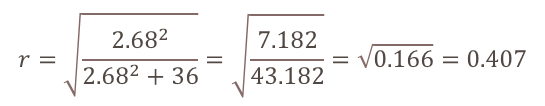 r = √(2.68² / (2.68² + 36)) = √(7.182 / 43.182) = √0.166 = 0.407